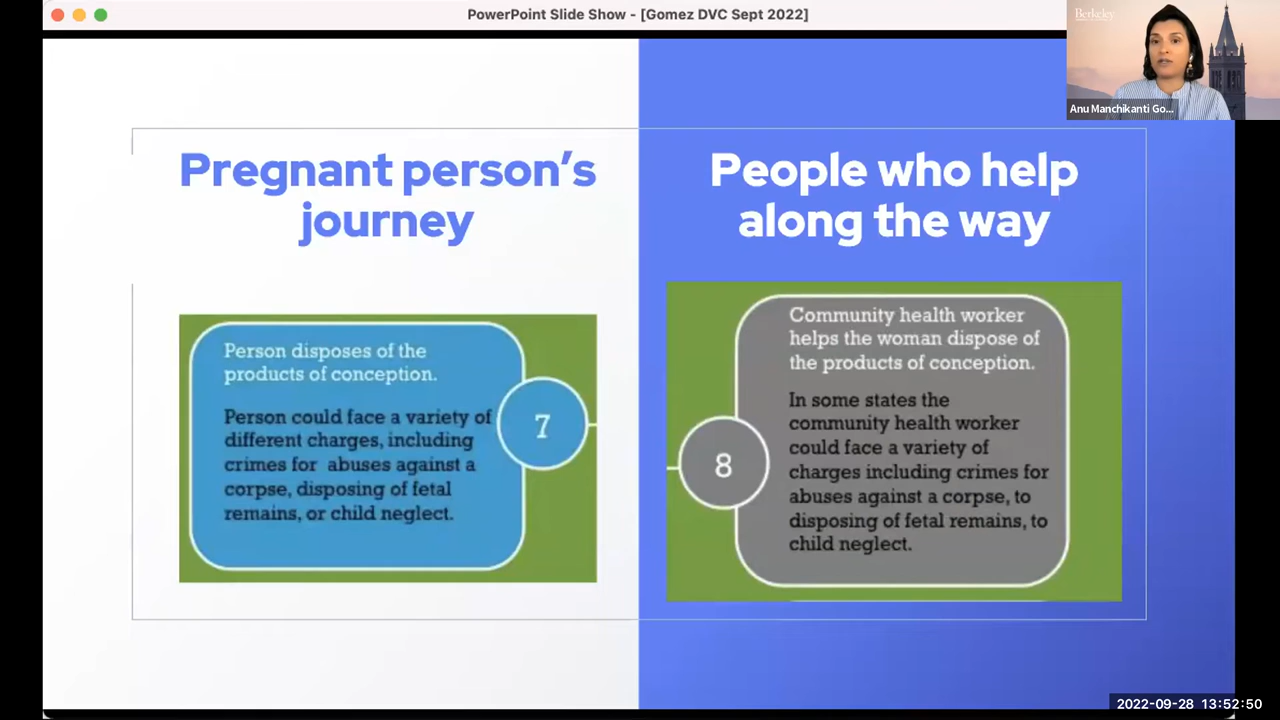 PowerPoint Slide Show - [Gomez DVC Sept 2022]
Berkeley
Anu Manchikanti Go...
Pregnant person’s
journey
Person disposes of the
products of conception.
Person could face a variety of
different charges, including
crimes for abuses against a
corpse, disposing of fetal
remains, or child neglect.
7
People who help
along the way
Community health worker
helps the woman dispose of
the products of conception.
In some states the
community health worker
could face a variety of
charges including crimes for
abuses against a corpse, to
disposing of fetal remains, to
child neglect.
8
2022-09-28 13:52:50